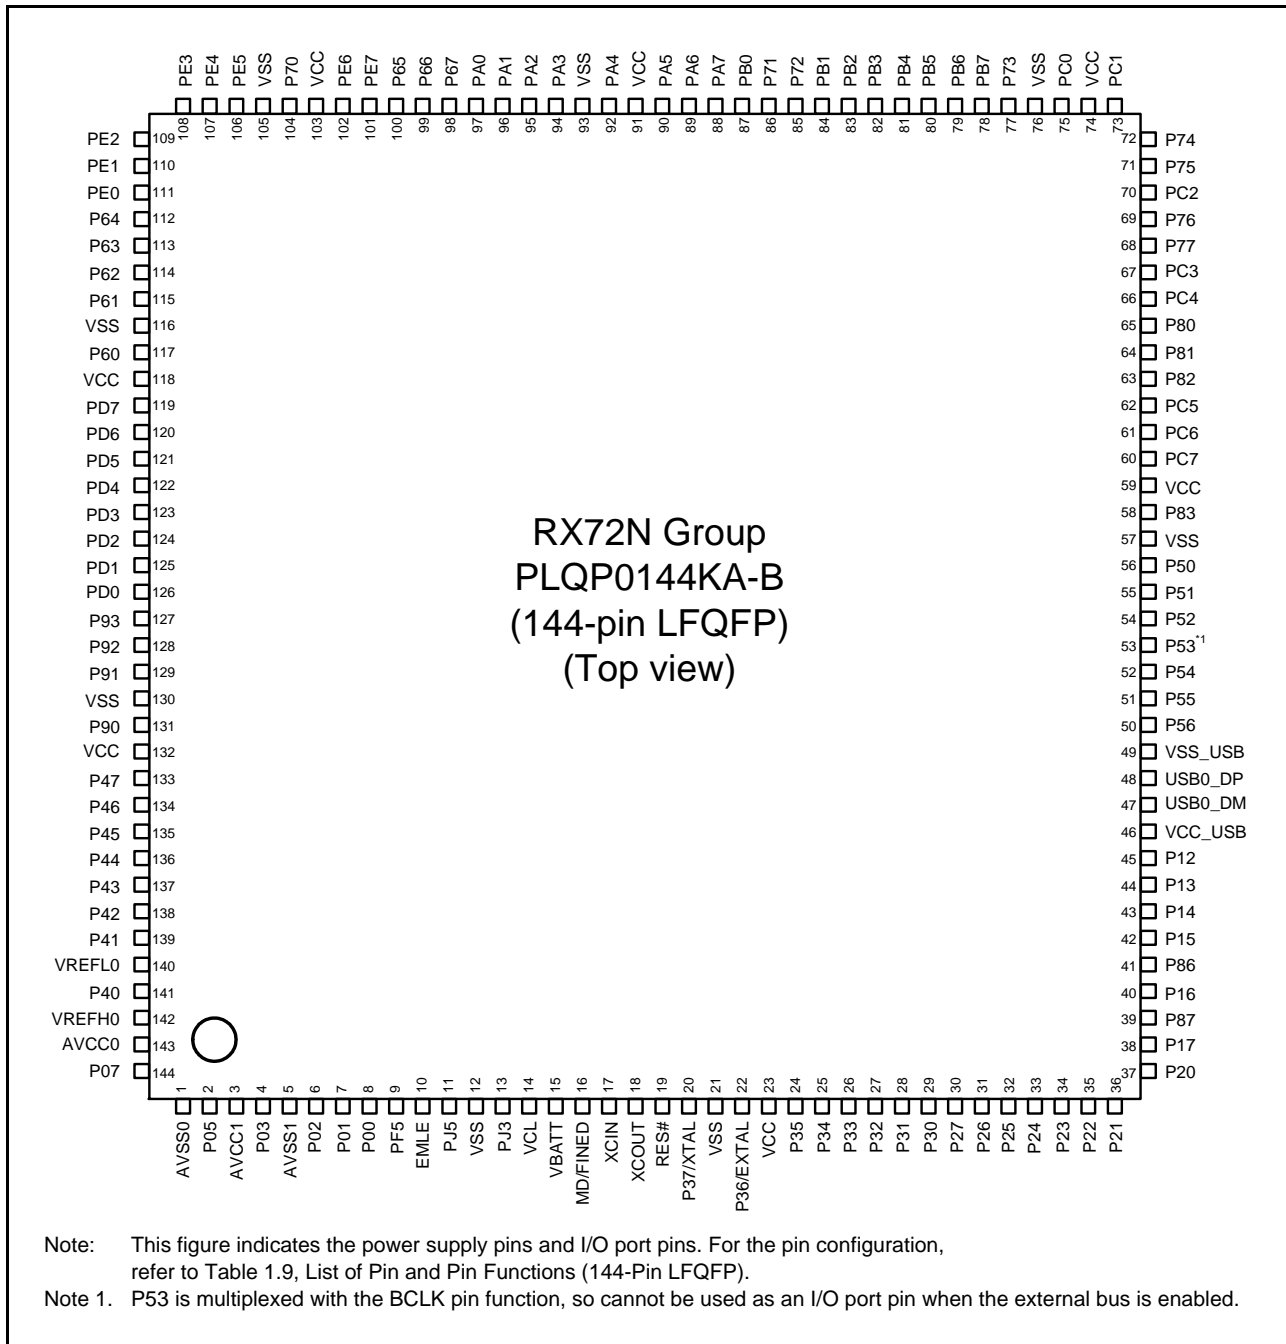 PE3 PE4 PE5 VSS P70 VCC PE6 PE7 P65 P66 P67 PA0 PA1 PA2 PA3 VSS PA4 VCC PA5 PA6 PA7 PB0 P71 P72 PB1 PB2 PB3 PB4 PB5 PB6 PB7 P73 VSS PC0 VCC PC1
108 107 106 105 104 103 102 101 100 99 98 97 96 95 94 93 92 91 90 89 88 87 86 85 84 83 82 81 80 79 78 77 76 75 74 73
PE2 109 72 P74
PE1 110 71 P75
PE0 111 70 PC2
P64 112 69 P76
P63 113 68 P77
P62 114 67 PC3
P61 115 66 PC4
VSS 116 65 P80
P60 117 64 P81
VCC 118 63 P82
PD7 119 62 PC5
PD6 120 61 PC6
PD5 121 60 PC7
PD4 122 59 VCC
PD3 123 58 P83
PD2 124 57 VSS
PD1 125 56 P50
PD0 126 55 P51
P93 127 54 P52
P92 128 53 P53*1
P91 129 52 P54
VSS 130 51 P55
P90 131 50 P56
VCC 132 49 VSS_USB
P47 133 48 USB0_DP
P46 134 47 USB0_DM
P45 135 46 VCC_USB
P44 136 45 P12
P43 137 44 P13
P42 138 43 P14
P41 139 42 P15
VREFL0 140 41 P86
P40 141 40 P16
VREFH0 142 39 P87
AVCC0 143 38 P17
P07 144 37 P20
RX72N Group
PLQP0144KA-B
(144-pin LFQFP)
(Top view)
1 2 3 4 5 6 7 8 9 10 11 12 13 14 15 16 17 18 19 20 21 22 23 24 25 26 27 28 29 30 31 32 33 34 35 36
AVSS0 P05 AVCC1 P03 AVSS1 P02 P01 P00 PF5 EMLE PJ5 VSS PJ3 VCL VBATT MD/FINED XCIN XCOUT RES# P37/XTAL VSS P36/EXTAL VCC P35 P34 P33 P32 P31 P30 P27 P26 P25 P24 P23 P22 P21
Note: This figure indicates the power supply pins and I/O port pins. For the pin configuration,
refer to Table 1.9, List of Pin and Pin Functions (144-Pin LFQFP).
Note 1. P53 is multiplexed with the BCLK pin function, so cannot be used as an I/O port pin when the external bus is enabled.